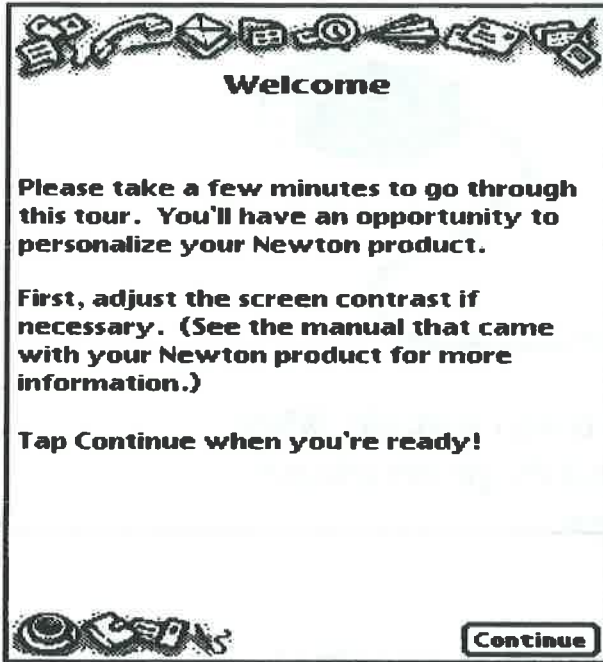 Welcome
Please take a few minutes to go through
this tour. You'll have an opportunity to
personalize your Newton product.
First, adjust the screen contrast if
necessary. (See the manual that came
with your Newton product for more
information.)
Tap Continue when you're ready!
Continue